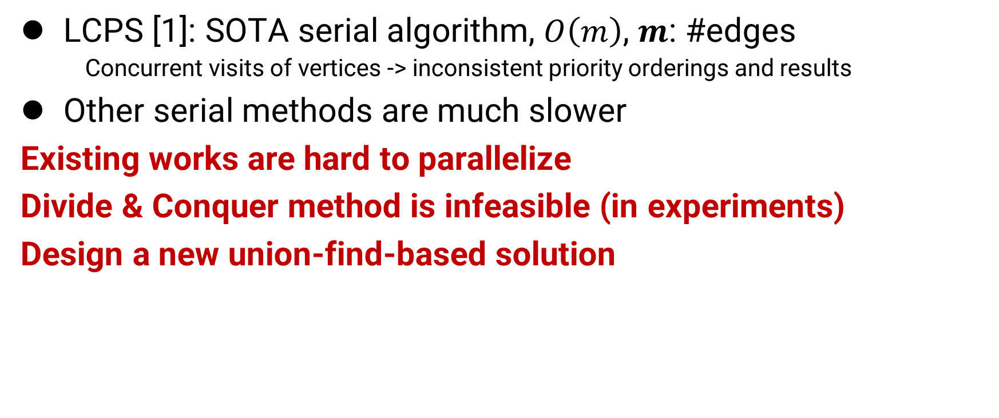 ● LCPS [1]: SOTA serial algorithm, O(m), m: #edges
Concurrent visits of vertices -> inconsistent priority orderings and results
● Other serial methods are much slower
Existing works are hard to parallelize
Divide & Conquer method is infeasible (in experiments)
Design a new union-find-based solution